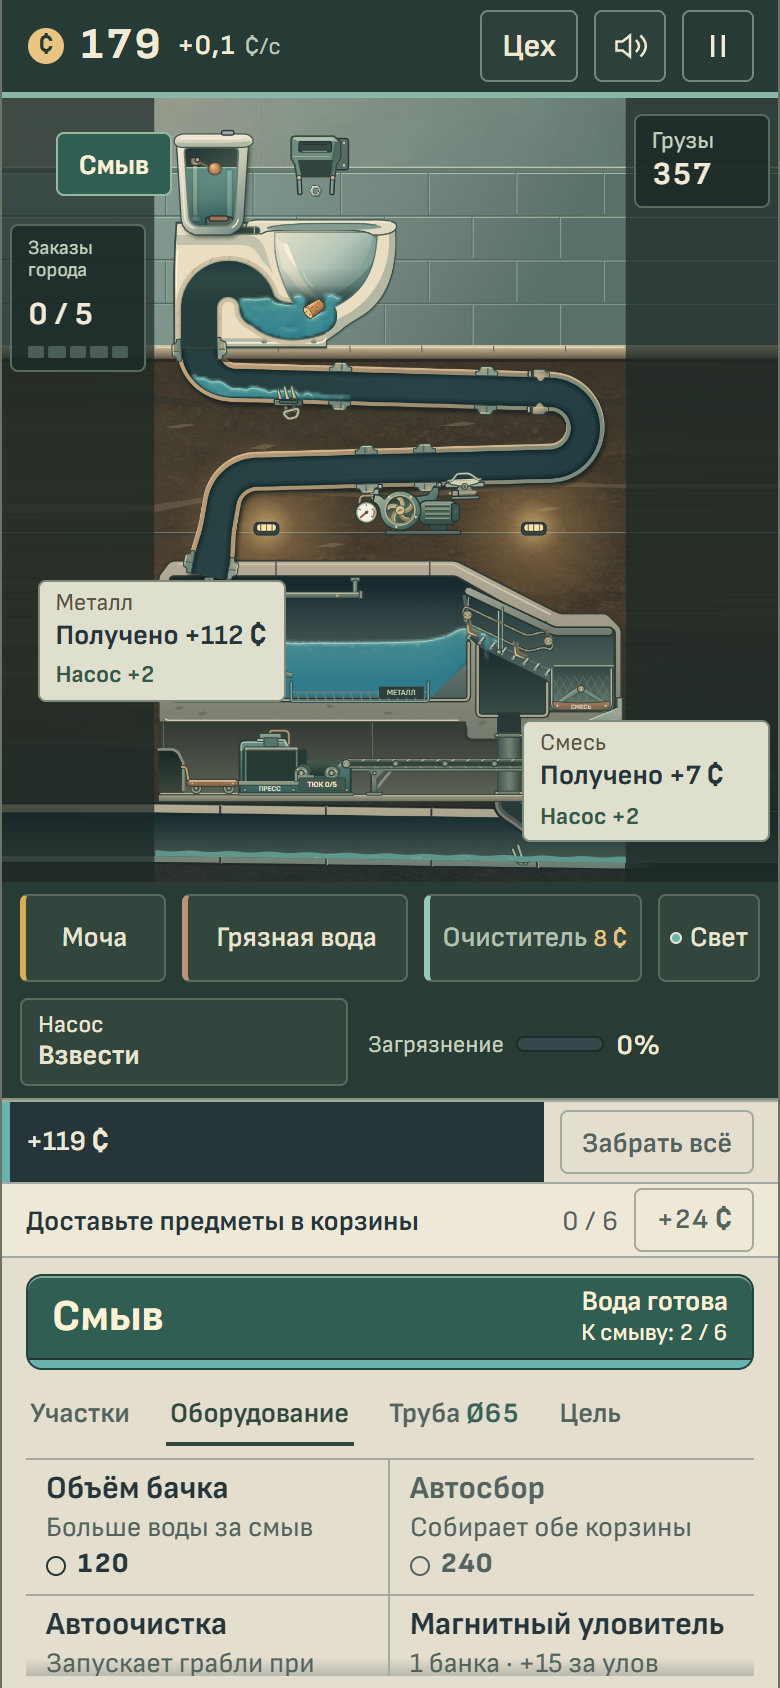 ₵ 179 +0,1 ₵/с
Цех
Смыв
Грузы
357
Заказы
города
0 / 5
Металл
Получено +112 ₵
Насос +2
МЕТАЛЛ
СМЕСЬ
Смесь
Получено +7 ₵
Насос +2
ПРЕСС
ТЮК 0/5
Моча
Грязная вода
Очиститель 8 ₵
Свет
Насос
Взвести
Загрязнение 0%
+119 ₵
Забрать всё
Доставьте предметы в корзины 0 / 6 +24 ₵
Смыв
Вода готова
К смыву: 2 / 6
Участки Оборудование Труба Ø65 Цель
Объём бачка
Больше воды за смыв
120
Автосбор
Собирает обе корзины
240
Автоочистка
Запускает грабли при
Магнитный уловитель
1 банка · +15 за улов